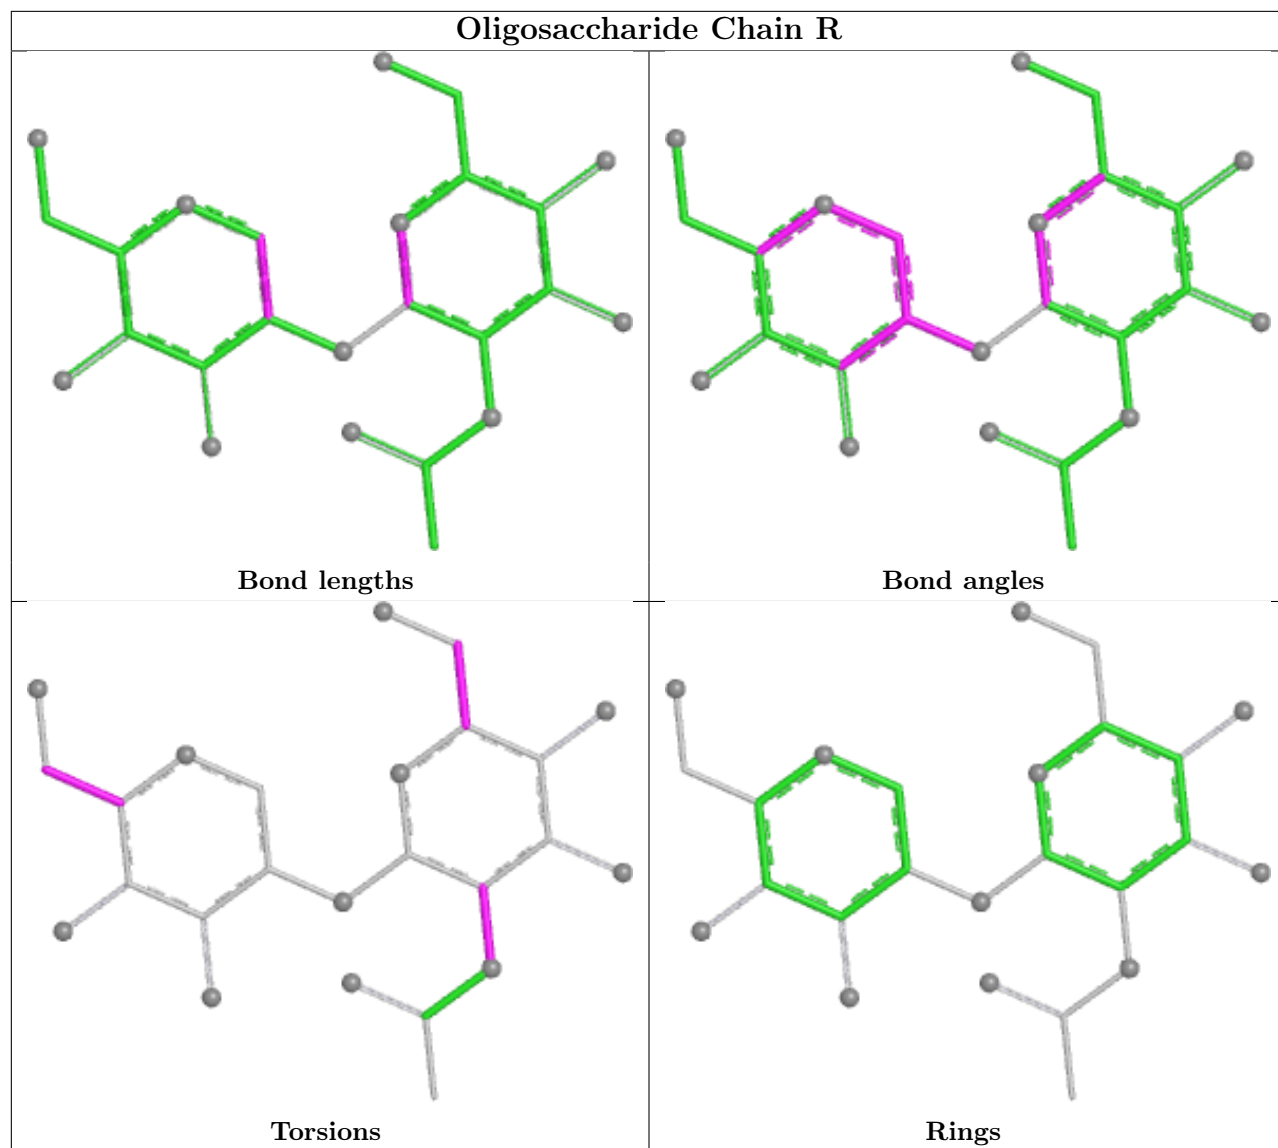 Oligosaccharide Chain R
Bond lengths
Bond angles
Torsions
Rings